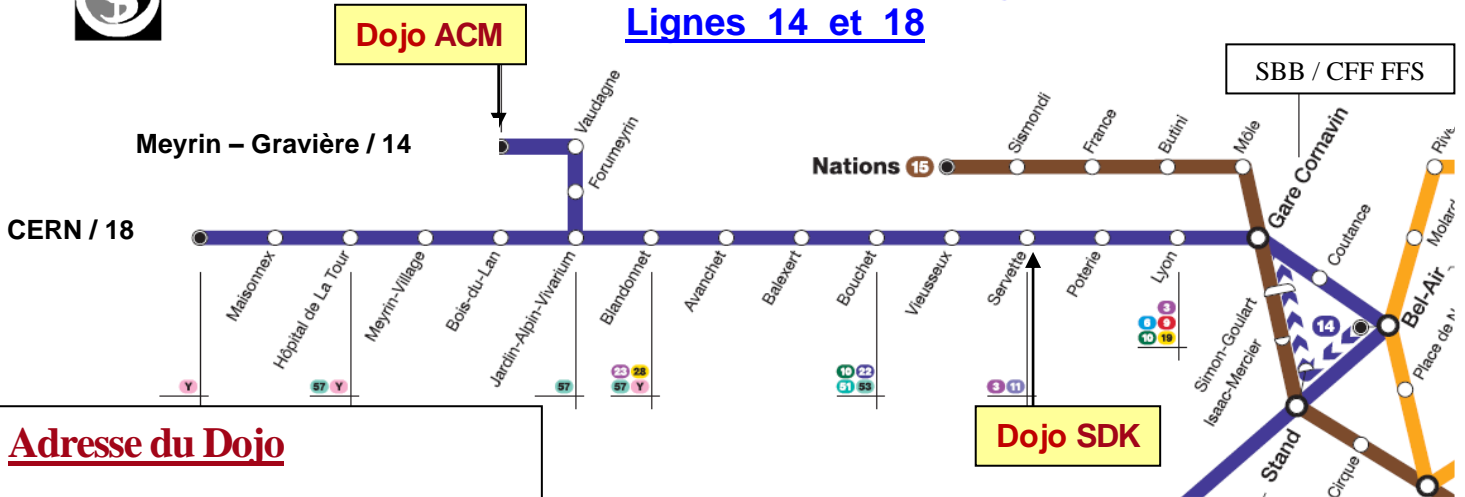 Lignes 14 et 18
Dojo ACM
SBB / CFF FFS
Meyrin – Gravière / 14
Vaudagne
Forumeyrin
Nations 15
Sismondi
France
Butini
Môle
Gare Cornavin
Coutance
Molard
Bel-Air
CERN / 18
Maisonnex
Hôpital de La Tour
Meyrin-Village
Bois-du-Lan
Jardin-Alpin-Vivarium
Blandonnet
Avanchet
Balexert
Bouchet
Vieusseux
Servette
Poterie
Lyon
Simon-Goulart
Isaac-Mercier
14
Place de
Y
57 Y
57
23 28
57 Y
10 22
51 53
3 11
3
6 9
10 19
Stand
Cirque
Dojo SDK
Adresse du Dojo